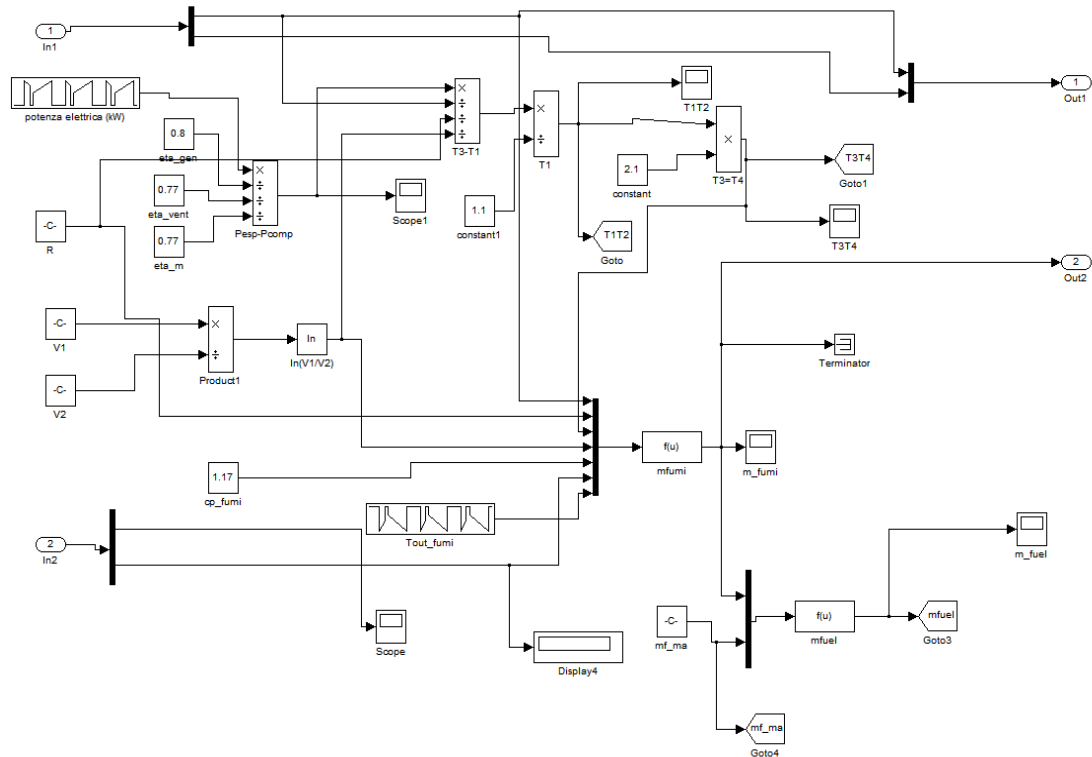 1
In1
potenza elettrica (kW)
0.8
eta_gen
0.77
eta_vent
0.77
eta_m
-C-
R
×
÷
÷
÷
Pesp-Pcomp
Scope1
×
÷
÷
÷
T3-T1
1.1
constant1
×
÷
T1
T1T2
2.1
constant
×
T3=T4
T1T2
Goto
T3T4
Goto1
T3T4
1
Out1
2
Out2
-C-
V1
-C-
V2
×
÷
Product1
ln
ln(V1/V2)
Terminator
1.17
cp_fumi
Tout_fumi
f(u)
mfumi
m_fumi
2
In2
Scope
Display4
-C-
mf_ma
f(u)
mfuel
m_fuel
mfuel
Goto3
mf_ma
Goto4